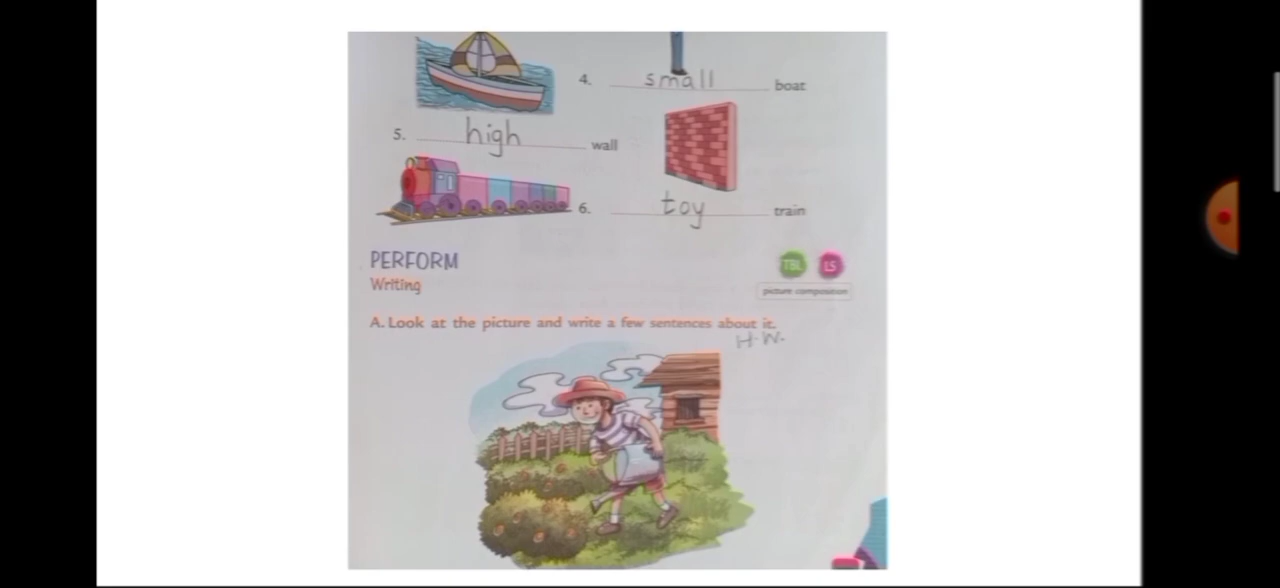 4. small boat
5. high wall
6. toy train
PERFORM
Writing
TBL LS
picture composition
A. Look at the picture and write a few sentences about it.
H.W.